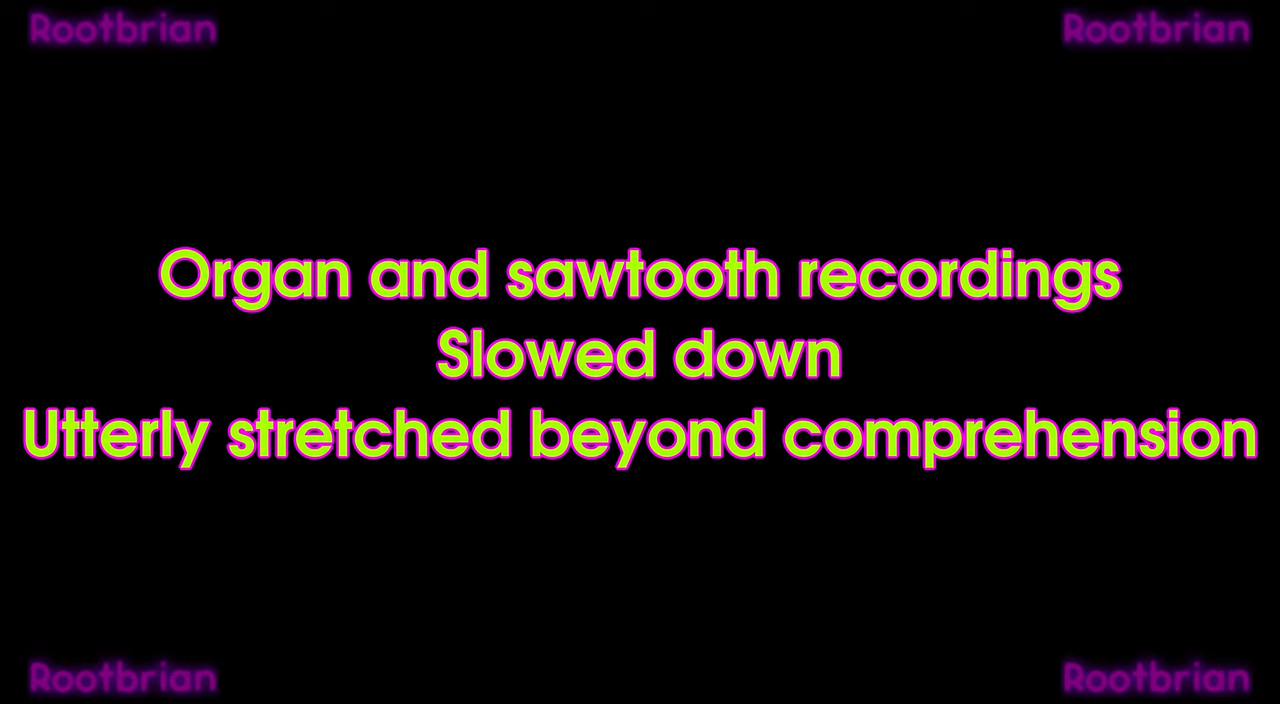 Rootbrian Rootbrian
Organ and sawtooth recordings
Slowed down
Utterly stretched beyond comprehension
Rootbrian Rootbrian